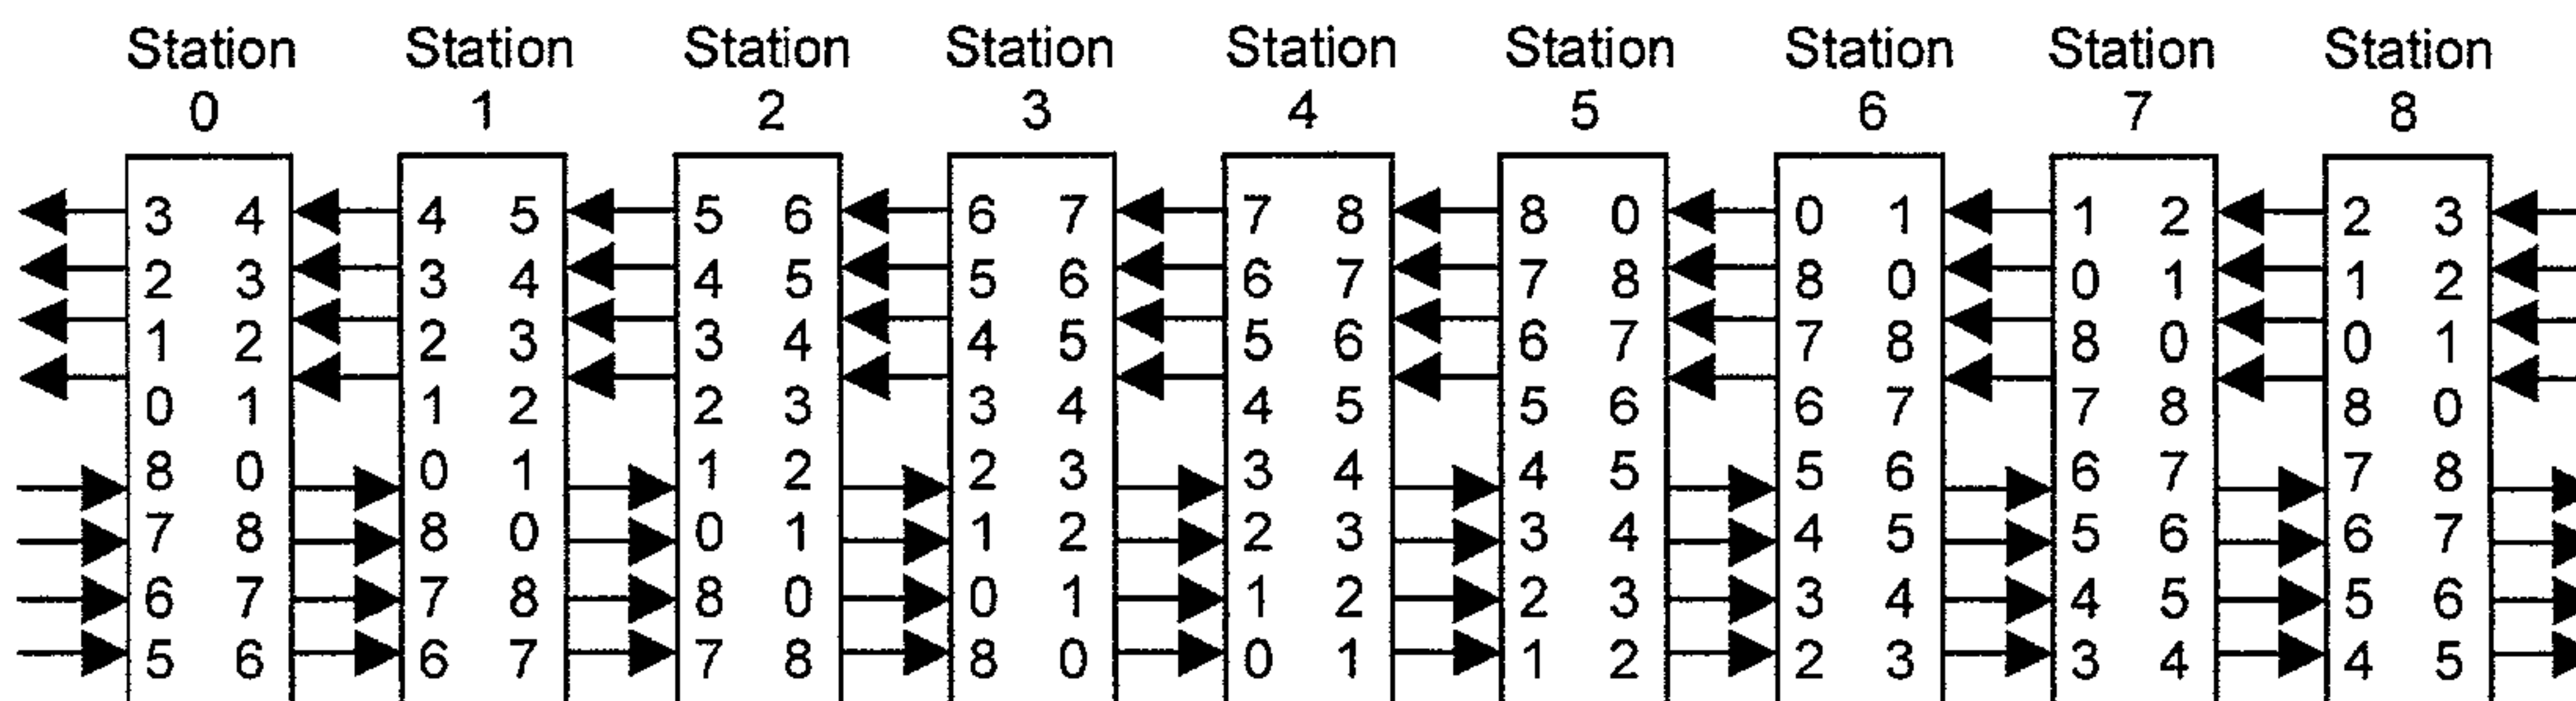 Station Station Station Station Station Station Station Station Station
0 1 2 3 4 5 6 7 8
3 4 4 5 5 6 6 7 7 8 8 0 0 1 1 2 2 3
2 3 3 4 4 5 5 6 6 7 7 8 8 0 0 1 1 2
1 2 2 3 3 4 4 5 5 6 6 7 7 8 8 0 0 1
0 1 1 2 2 3 3 4 4 5 5 6 6 7 7 8 8 0
8 0 0 1 1 2 2 3 3 4 4 5 5 6 6 7 7 8
7 8 8 0 0 1 1 2 2 3 3 4 4 5 5 6 6 7
6 7 7 8 8 0 0 1 1 2 2 3 3 4 4 5 5 6
5 6 6 7 7 8 8 0 0 1 1 2 2 3 3 4 4 5